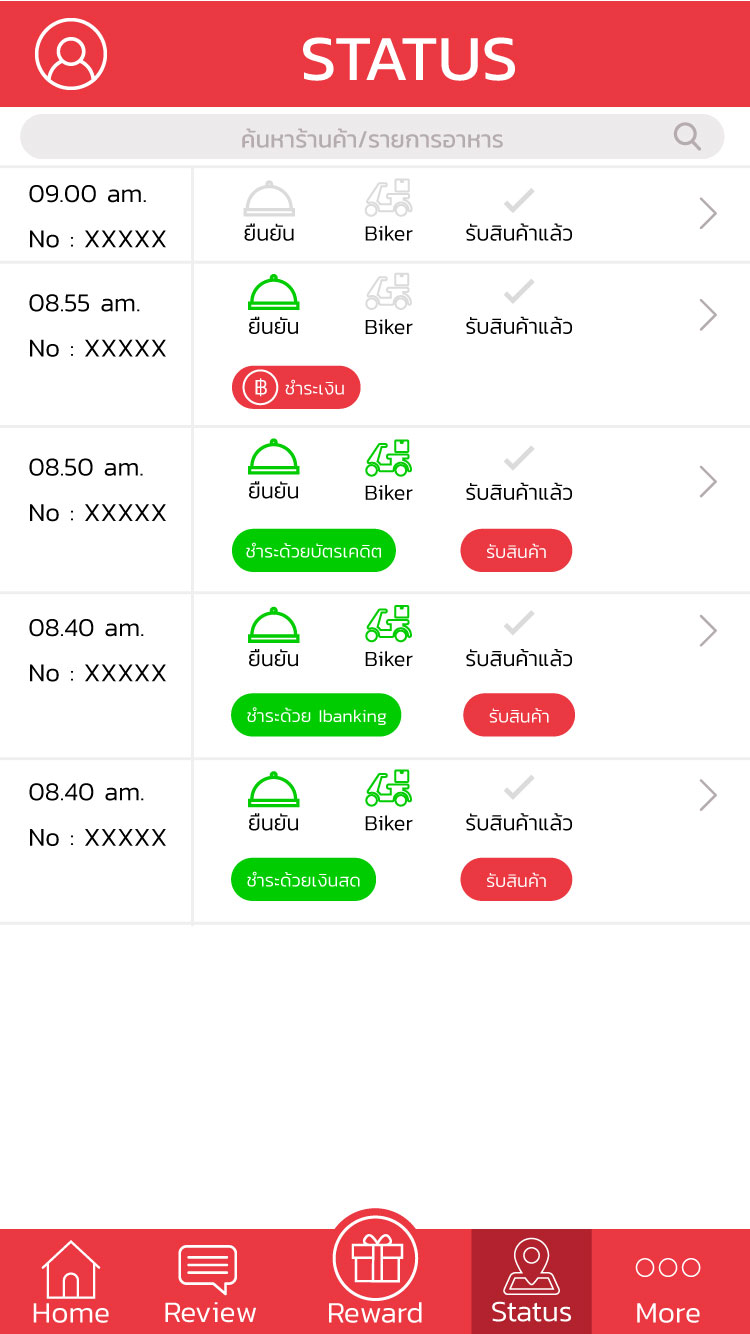 STATUS
ค้นหาร้านค้า/รายการอาหาร
09.00 am.
No : XXXXX
ยืนยัน
Biker
รับสินค้าแล้ว
08.55 am.
No : XXXXX
ยืนยัน
Biker
รับสินค้าแล้ว
฿ ชำระเงิน
08.50 am.
No : XXXXX
ยืนยัน
Biker
รับสินค้าแล้ว
ชำระด้วยบัตรเคดิต
รับสินค้า
08.40 am.
No : XXXXX
ยืนยัน
Biker
รับสินค้าแล้ว
ชำระด้วย Ibanking
รับสินค้า
08.40 am.
No : XXXXX
ยืนยัน
Biker
รับสินค้าแล้ว
ชำระด้วยเงินสด
รับสินค้า
Home
Review
Reward
Status
More